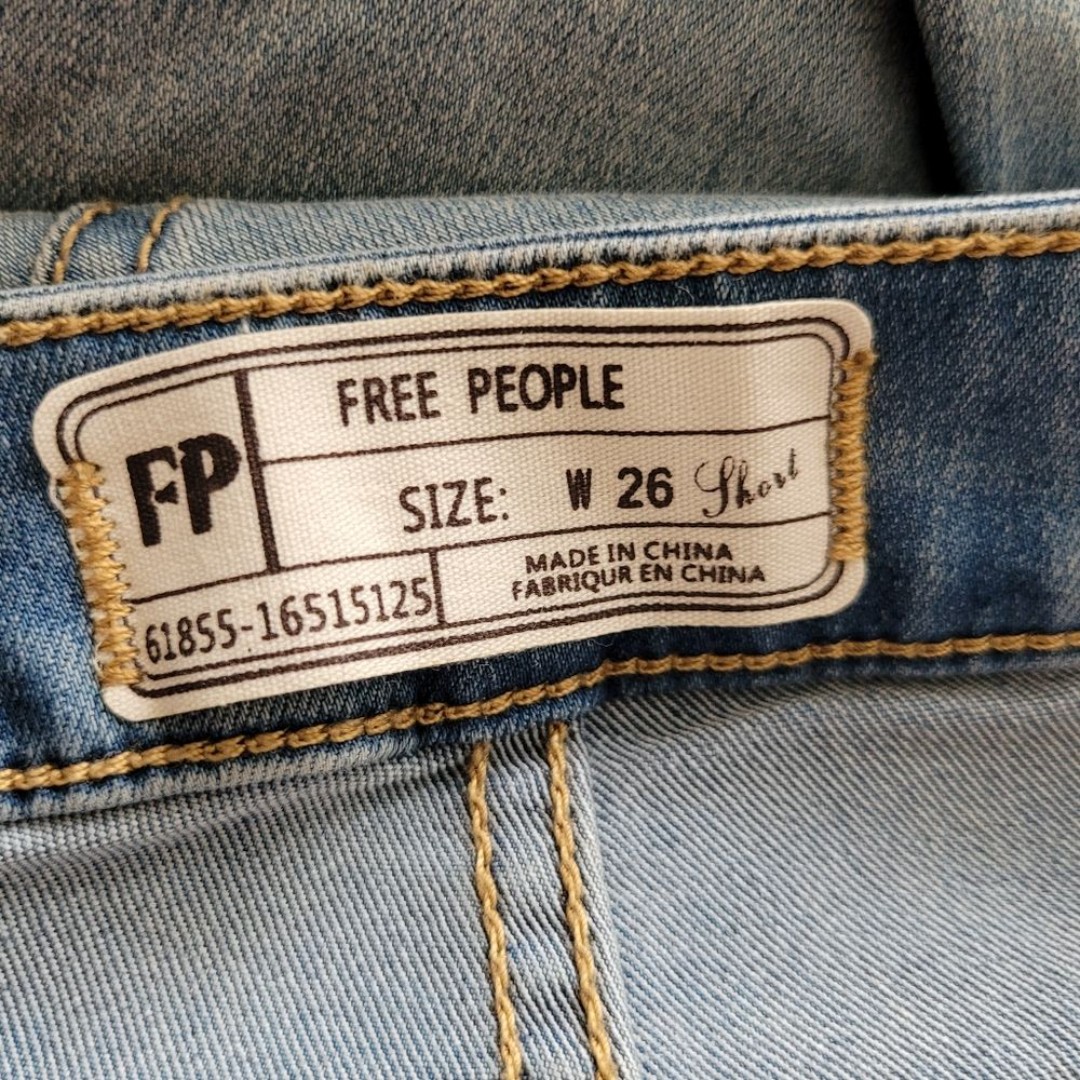 FP
FREE PEOPLE
SIZE: W 26 Short
61855-16515125
MADE IN CHINA
FABRIQUR EN CHINA